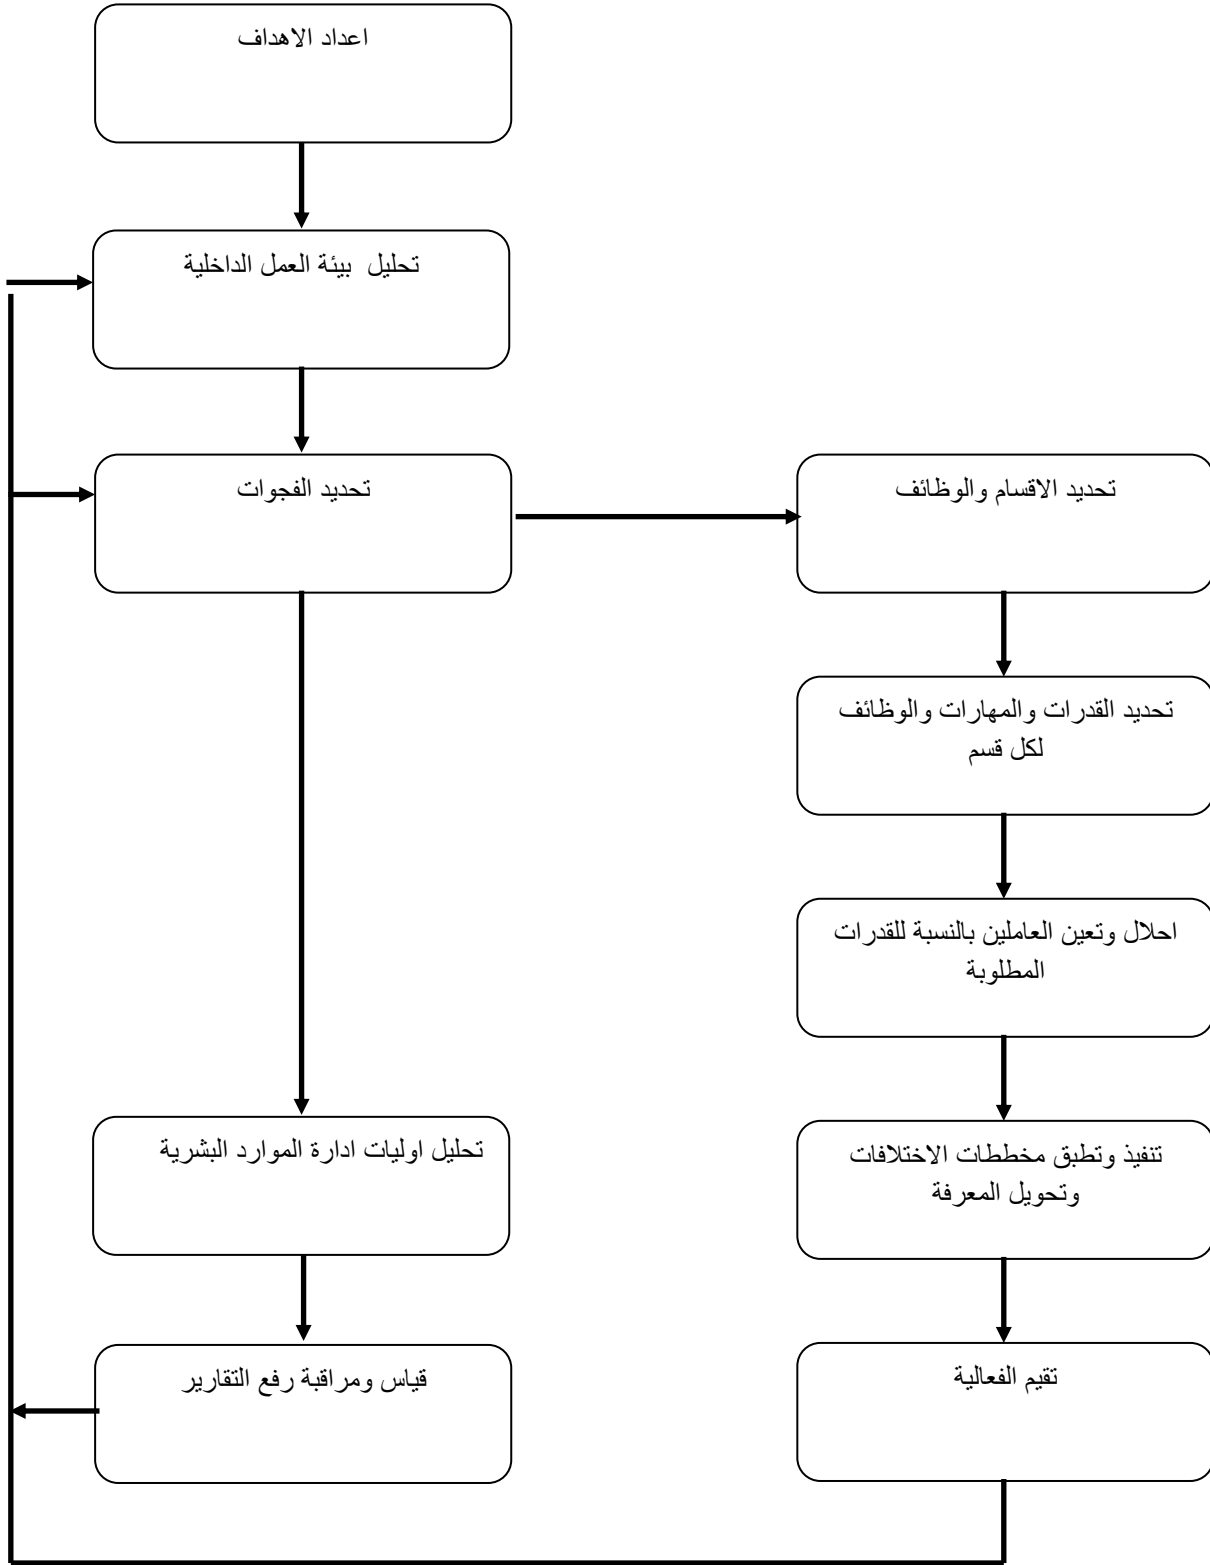 اعداد الاهداف
تحليل بيئة العمل الداخلية
تحديد الفجوات
تحديد الاقسام والوظائف
تحديد القدرات والمهارات والوظائف
لكل قسم
احلال وتعين العاملين بالنسبة للقدرات
المطلوبة
تحليل اوليات ادارة الموارد البشرية
تنفيذ وتطبق مخططات الاختلافات
وتحويل المعرفة
قياس ومراقبة رفع التقارير
تقيم الفعالية